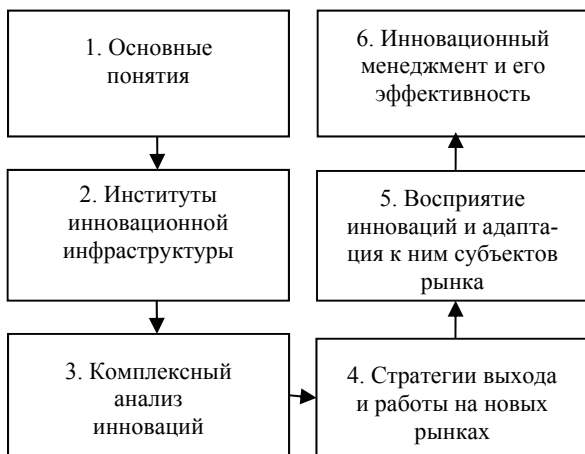 1. Основные
понятия
2. Институты
инновационной
инфраструктуры
3. Комплексный
анализ
инноваций
4. Стратегии выхода
и работы на новых
рынках
5. Восприятие
инноваций и адапта-
ция к ним субъектов
рынка
6. Инновационный
менеджмент и его
эффективность